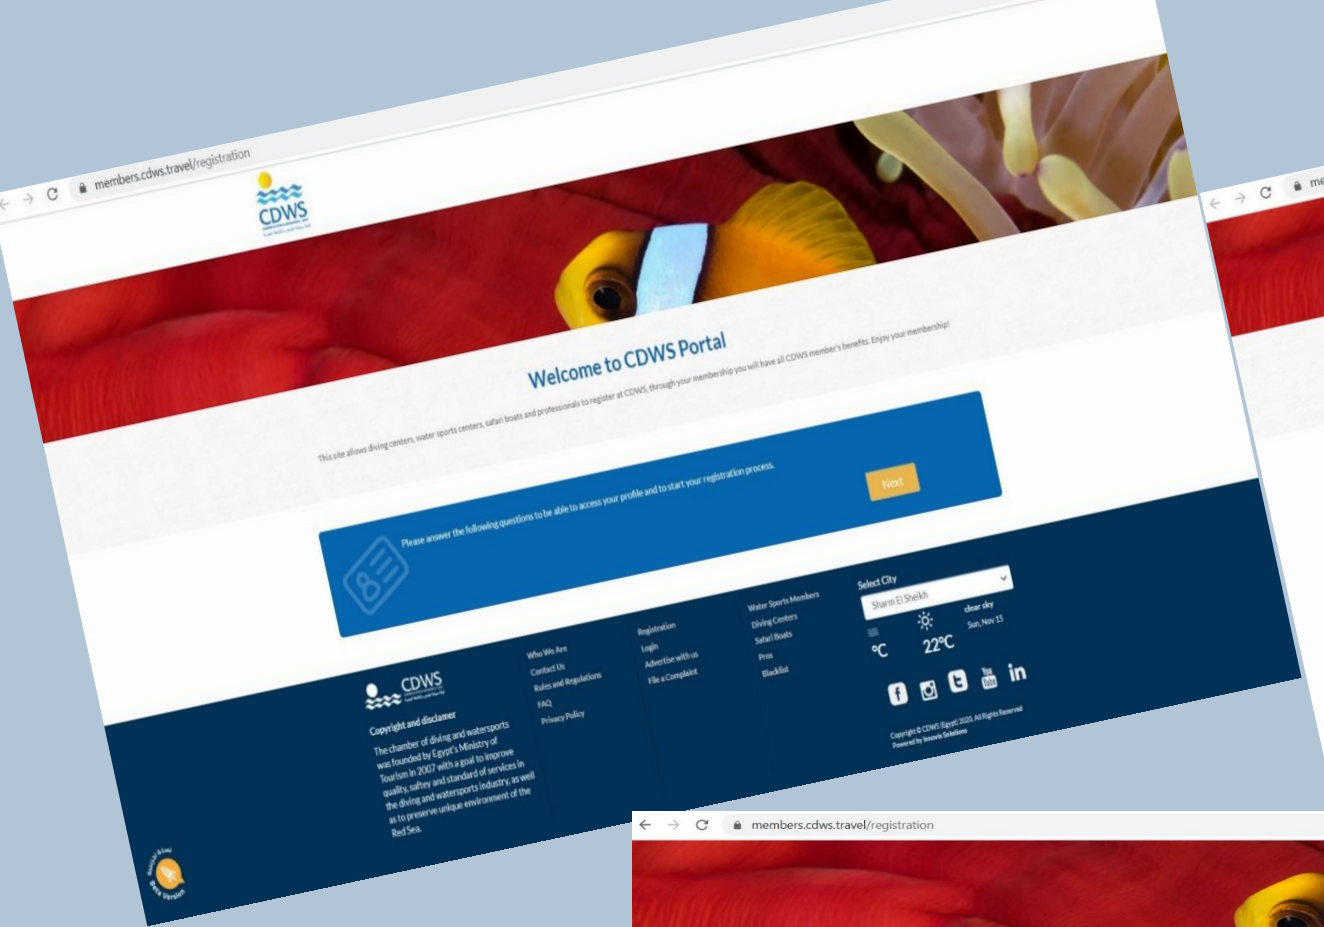 members.cdws.travel/registration
CDWS
Welcome to CDWS Portal
This site allows diving centers, water sports centers, safari boats and professionals to register at CDWS, through your membership you will have all CDWS member's benefits. Enjoy your membership!
Please answer the following questions to be able to access your profile and to start your registration process.
Next
CDWS
Copyright and disclamer
The chamber of diving and watersports
was founded by Egypt's Ministry of
Tourism in 2007 with a goal to improve
quality, saftey and standard of services in
the diving and watersports industry, as well
as to preserve unique environment of the
Red Sea.
Who We Are
Contact Us
Rules and Regulations
FAQ
Privacy Policy
Registration
Login
Advertise with us
File a Complaint
Water Sports Members
Diving Centers
Safari Boats
Pros
Blacklist
Select City
Sharm El Sheikh
clear sky
Sun, Nov 15
°C
22°C
You
Tube
in
Copyright © CDWS (Egypt) 2020. All Rights Reserved
Powered by Innovix Solutions
Beta Version
me
members.cdws.travel/registration